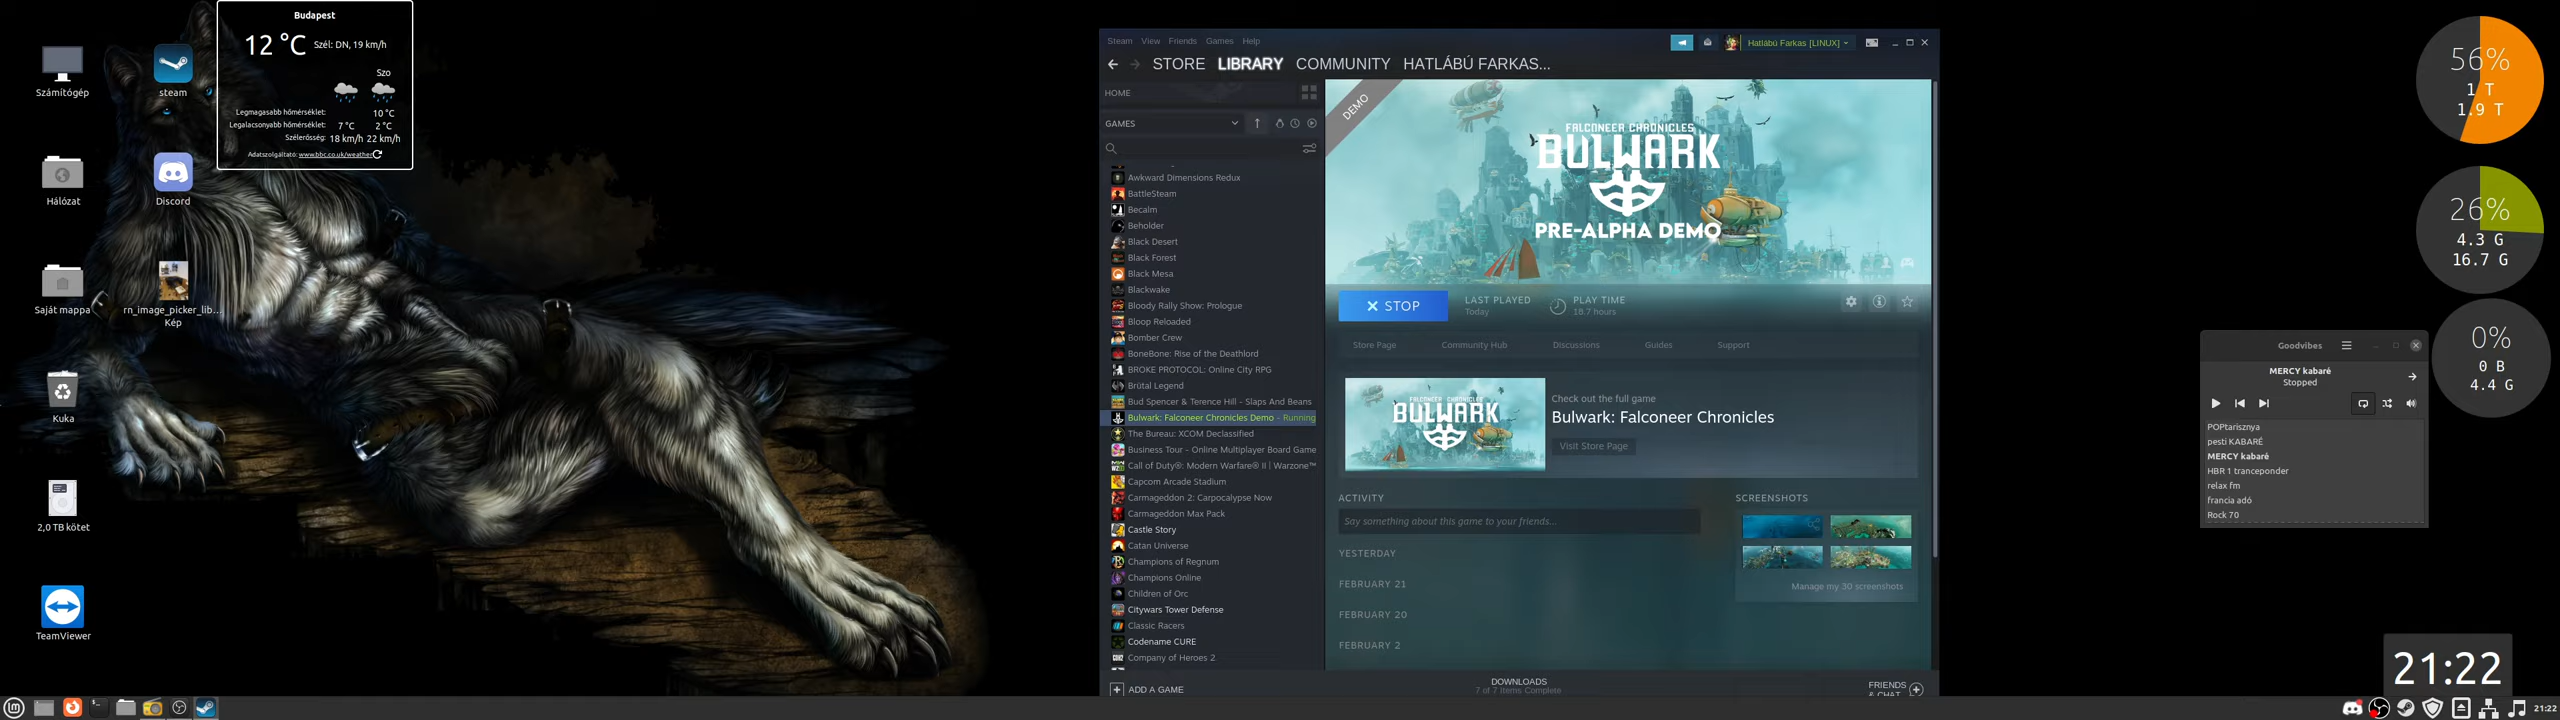 Számítógép
Hálózat
Saját mappa
Kuka
2,0 TB kötet
TeamViewer
steam
Discord
rn_image_picker_lib...
Kép
Budapest
12 °C Szél: DN, 19 km/h
Szo
Legmagasabb hőmérséklet: 10 °C
Legalacsonyabb hőmérséklet: 7 °C 2 °C
Szélerősség: 18 km/h 22 km/h
Adatszolgáltató: www.bbc.co.uk/weather
Steam View Friends Games Help
Hatlábú Farkas [LINUX]
STORE LIBRARY COMMUNITY HATLÁBÚ FARKAS...
HOME
GAMES
Awkward Dimensions Redux
BattleSteam
Becalm
Beholder
Black Desert
Black Forest
Black Mesa
Blackwake
Bloody Rally Show: Prologue
Bloop Reloaded
Bomber Crew
BoneBone: Rise of the Deathlord
BROKE PROTOCOL: Online City RPG
Brütal Legend
Bud Spencer & Terence Hill - Slaps And Beans
Bulwark: Falconeer Chronicles Demo - Running
The Bureau: XCOM Declassified
Business Tour - Online Multiplayer Board Game
Call of Duty®: Modern Warfare® II | Warzone™
Capcom Arcade Stadium
Carmageddon 2: Carpocalypse Now
Carmageddon Max Pack
Castle Story
Catan Universe
Champions of Regnum
Champions Online
Children of Orc
Citywars Tower Defense
Classic Racers
Codename CURE
Company of Heroes 2
ADD A GAME
DEMO
FALCONEER CHRONICLES
BULWARK
PRE-ALPHA DEMO
STOP
LAST PLAYED
Today
PLAY TIME
18.7 hours
Store Page Community Hub Discussions Guides Support
FALCONEER CHRONICLES
BULWARK
Check out the full game
Bulwark: Falconeer Chronicles
Visit Store Page
ACTIVITY
Say something about this game to your friends...
YESTERDAY
FEBRUARY 21
FEBRUARY 20
FEBRUARY 2
SCREENSHOTS
Manage my 30 screenshots
DOWNLOADS
7 of 7 Items Complete
FRIENDS
& CHAT
56%
1 T
1.9 T
26%
4.3 G
16.7 G
0%
0 B
4.4 G
Goodvibes
MERCY kabaré
Stopped
POPtarisznya
pesti KABARÉ
MERCY kabaré
HBR 1 tranceponder
relax fm
francia adó
Rock 70
21:22
21:22